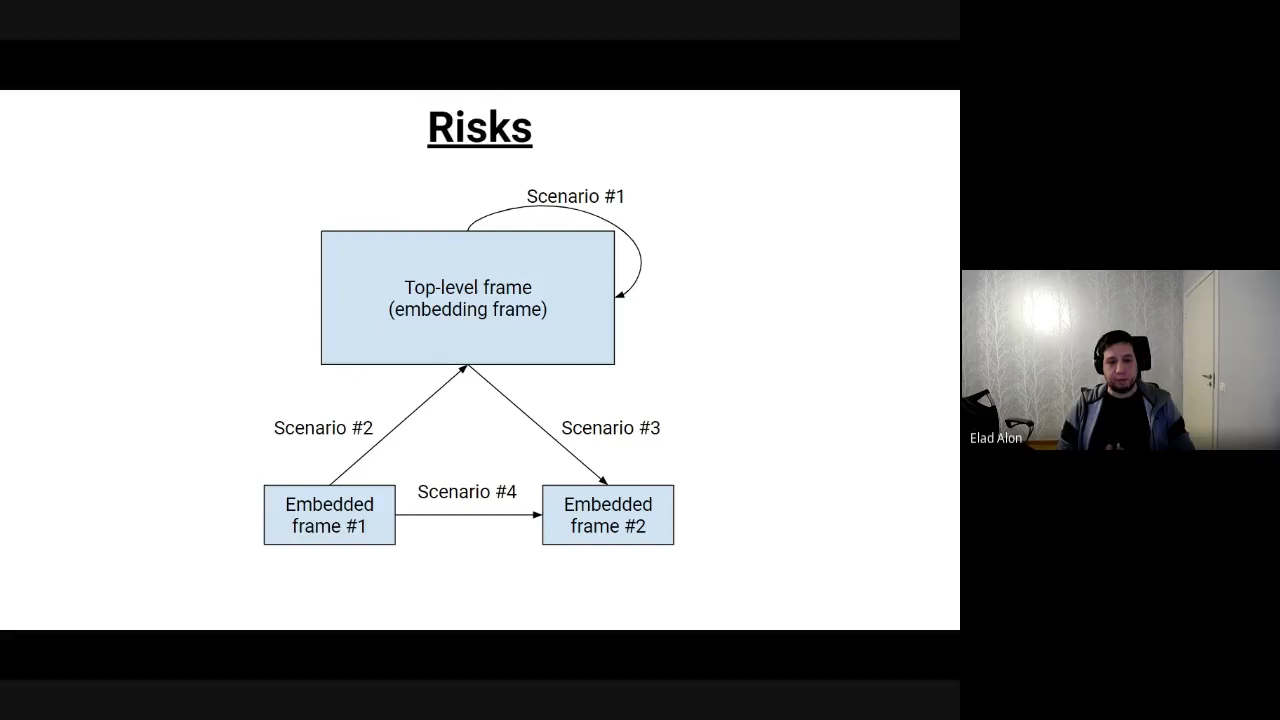 Risks
Scenario #1
Top-level frame
(embedding frame)
Scenario #2
Scenario #3
Scenario #4
Embedded
frame #1
Embedded
frame #2
Elad Alon